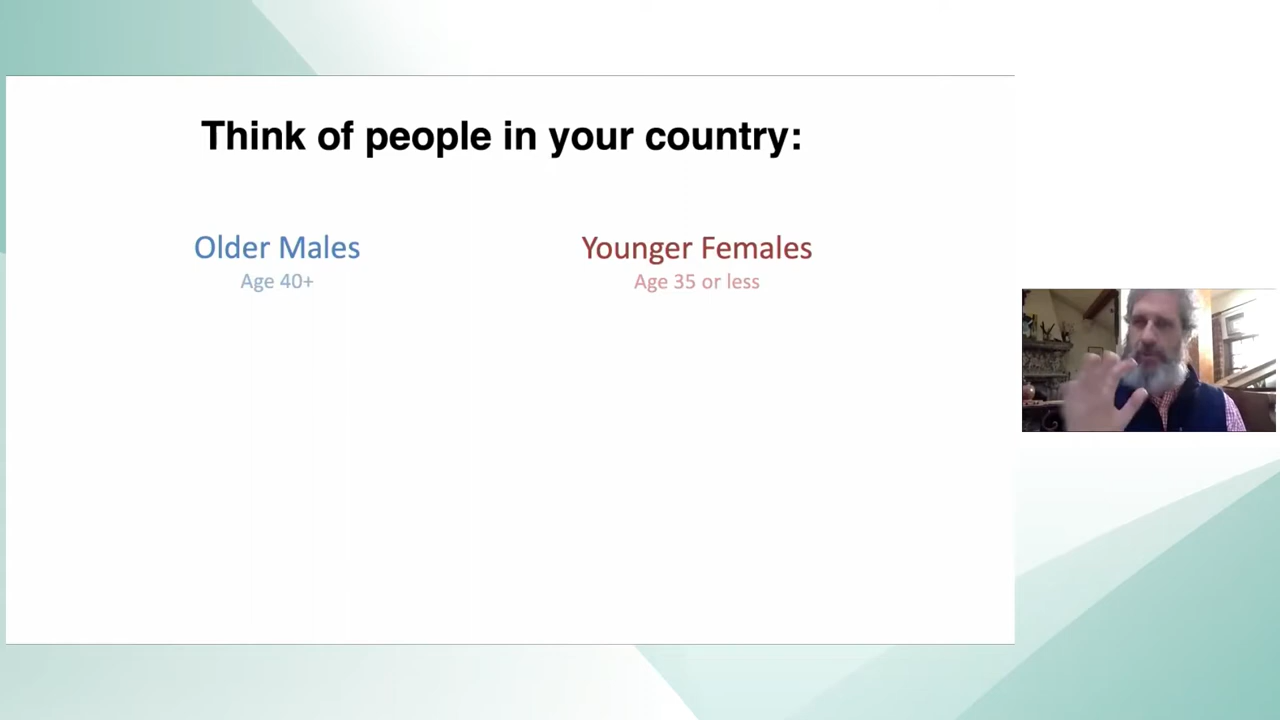 Think of people in your country:
Older Males
Age 40+
Younger Females
Age 35 or less